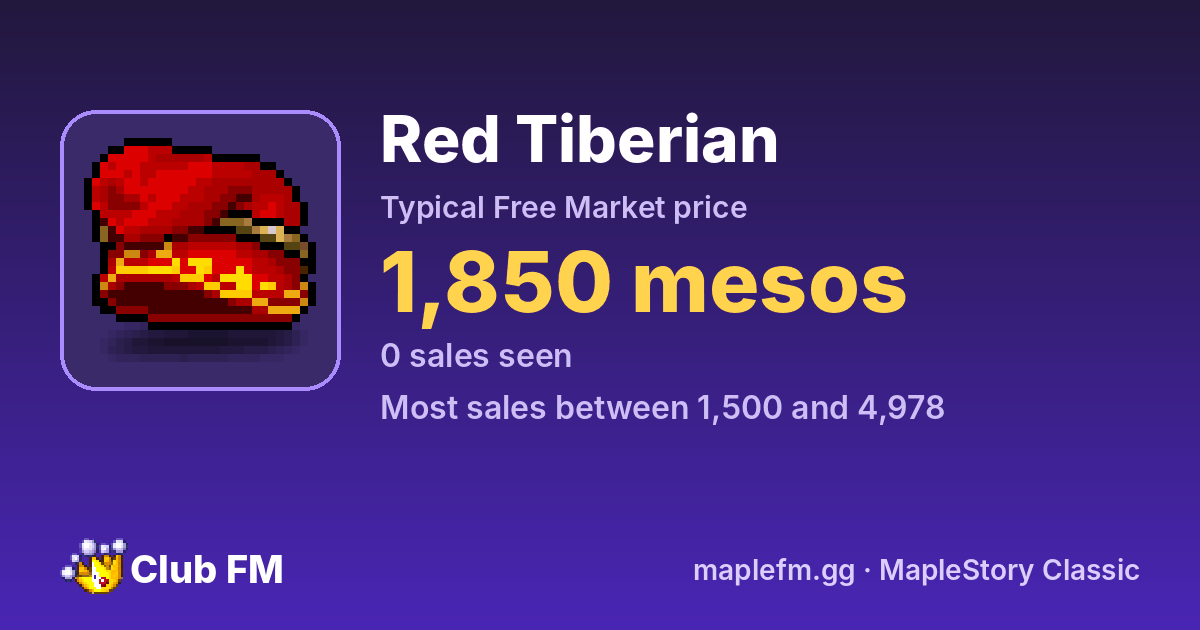 Red Tiberian
Typical Free Market price
1,850 mesos
0 sales seen
Most sales between 1,500 and 4,978
Club FM
maplefm.gg · MapleStory Classic